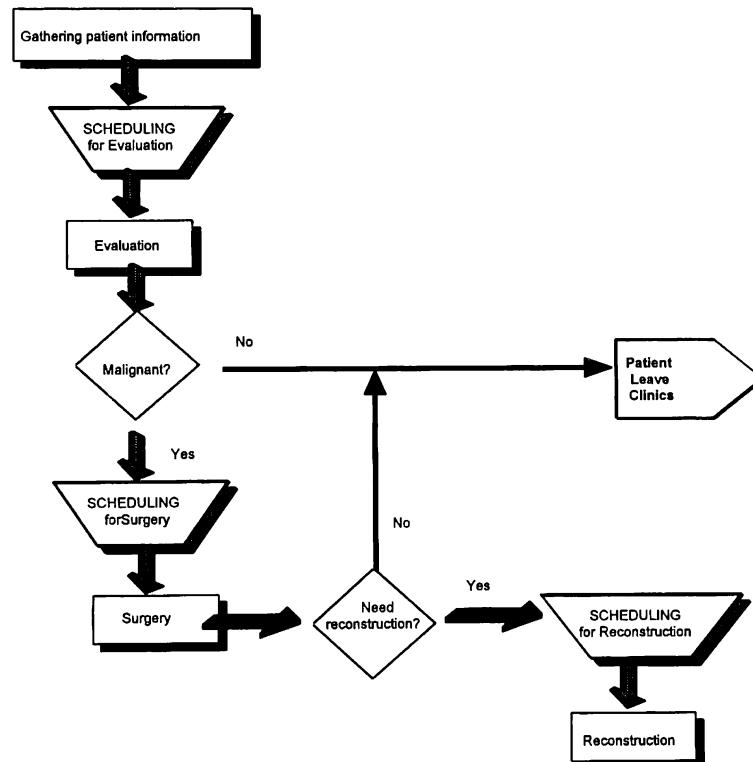 Gathering patient information
SCHEDULING
for Evaluation
Evaluation
Malignant?
No
Patient
Leave
Clinics
Yes
SCHEDULING
forSurgery
No
Surgery
Need
reconstruction?
Yes
SCHEDULING
for Reconstruction
Reconstruction